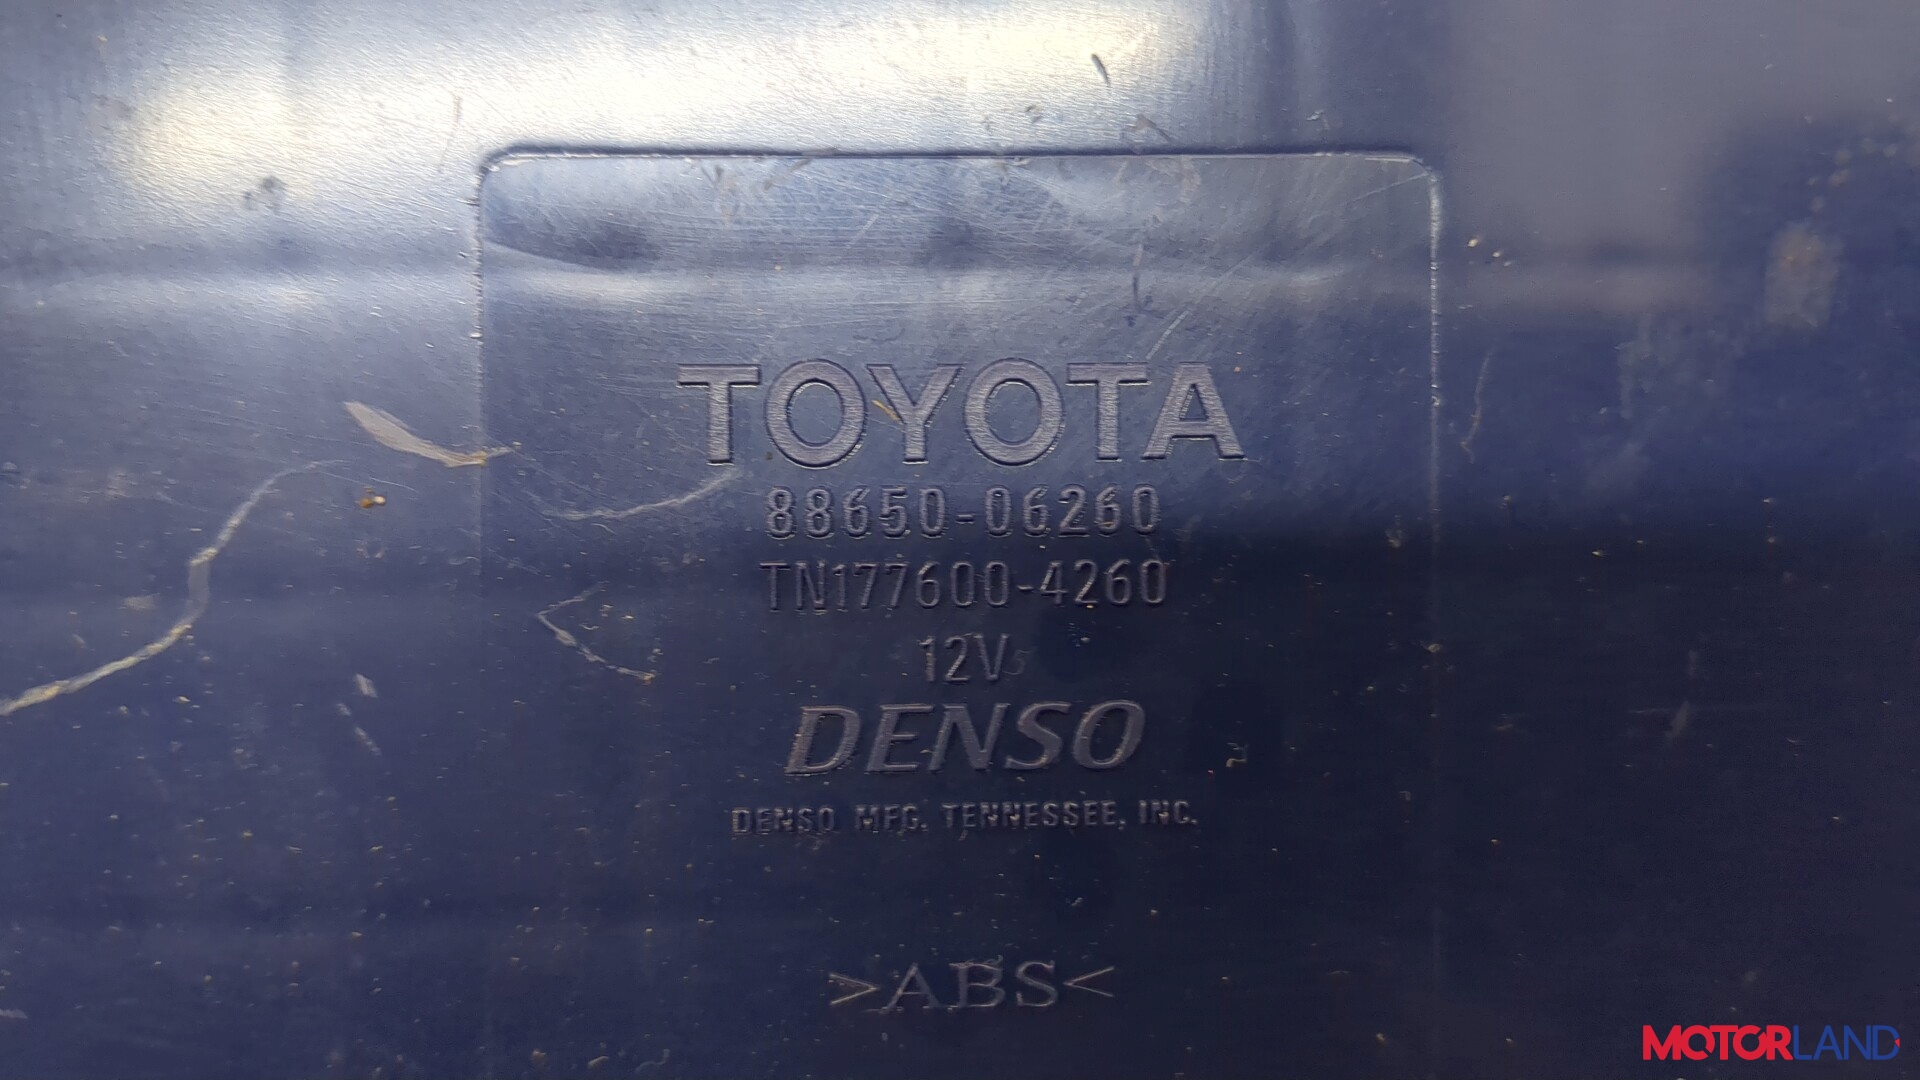 TOYOTA
88650-06260
TN177600-4260
12V
DENSO
DENSO MFG. TENNESSEE, INC.
>ABS<
MOTORLAND